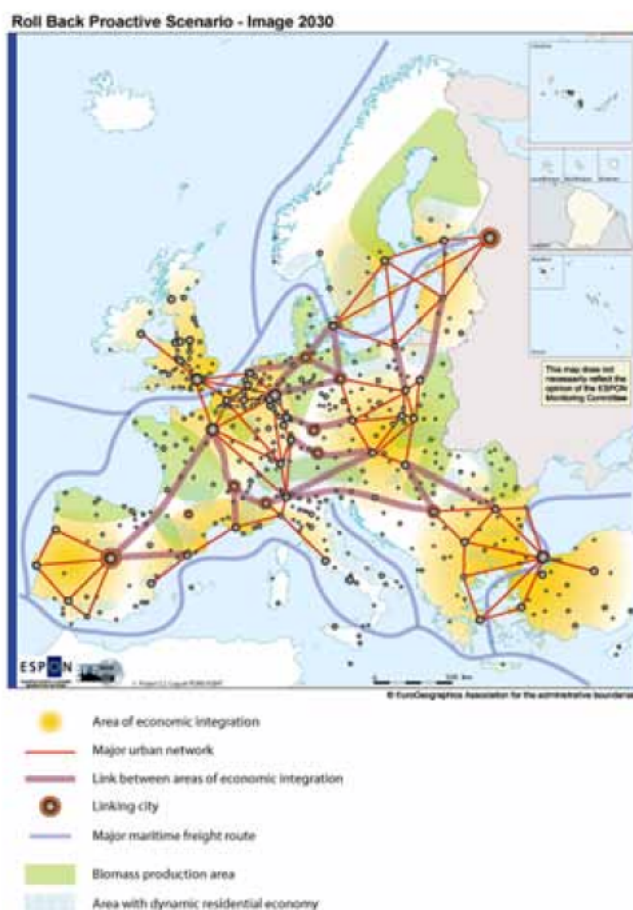 Roll Back Proactive Scenario - Image 2030
This map does not
necessarily reflect the
opinion of the ESPON
Monitoring Committee
ESPON
© EuroGeographics Association for the administrative boundaries
Area of economic integration
Major urban network
Link between areas of economic integration
Linking city
Major maritime freight route
Biomass production area
Area with dynamic residential economy